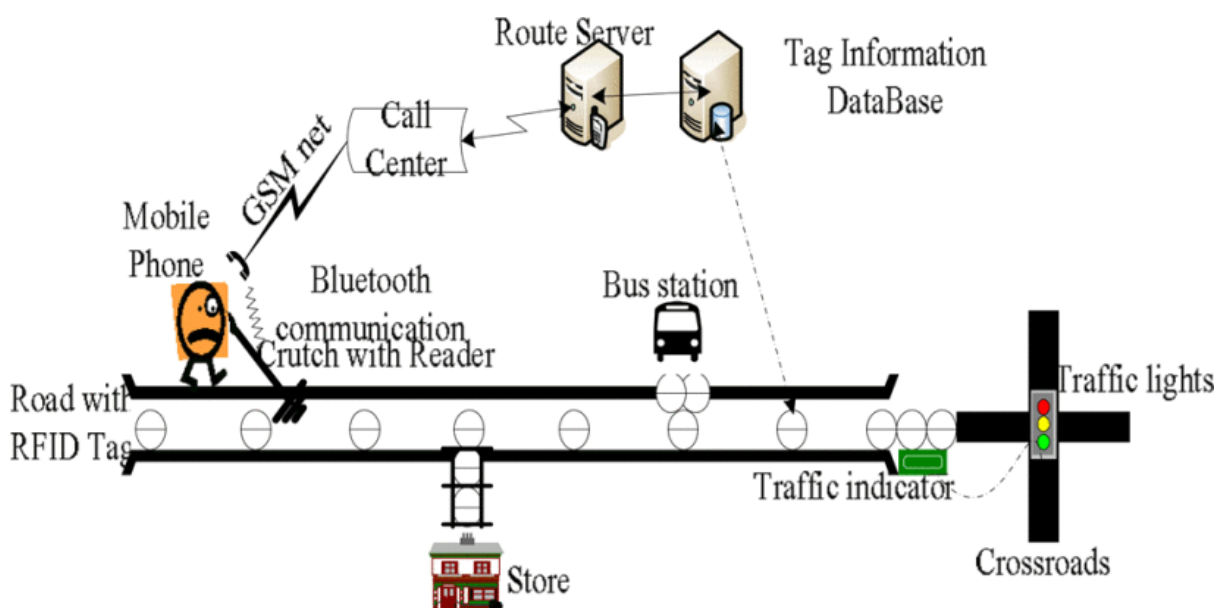 Route Server
Tag Information
DataBase
Call
Center
GSM net
Mobile
Phone
Bluetooth
communication
Crutch with Reader
Bus station
Traffic lights
Road with
RFID Tag
Traffic indicator
Crossroads
Store